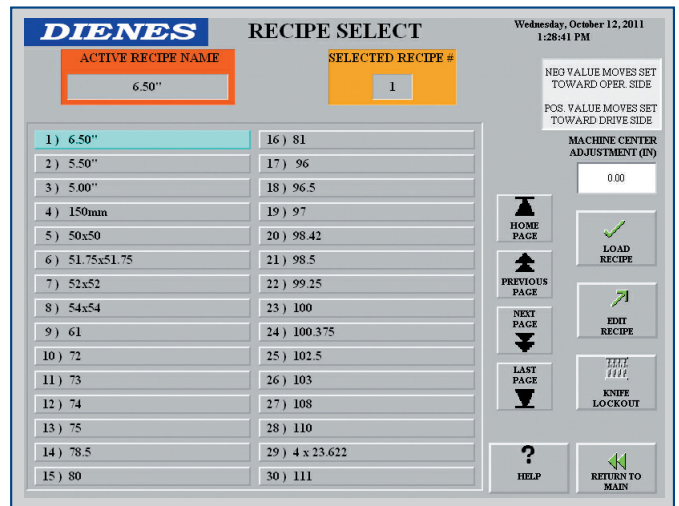 DIENES
RECIPE SELECT
Wednesday, October 12, 2011
1:28:41 PM
ACTIVE RECIPE NAME
6.50"
SELECTED RECIPE #
1
NEG VALUE MOVES SET
TOWARD OPER. SIDE
POS. VALUE MOVES SET
TOWARD DRIVE SIDE
MACHINE CENTER
ADJUSTMENT (IN)
0.00
1 ) 6.50"
2 ) 5.50"
3 ) 5.00"
4 ) 150mm
5 ) 50x50
6 ) 51.75x51.75
7 ) 52x52
8 ) 54x54
9 ) 61
10 ) 72
11 ) 73
12 ) 74
13 ) 75
14 ) 78.5
15 ) 80
16 ) 81
17 ) 96
18 ) 96.5
19 ) 97
20 ) 98.42
21 ) 98.5
22 ) 99.25
23 ) 100
24 ) 100.375
25 ) 102.5
26 ) 103
27 ) 108
28 ) 110
29 ) 4 x 23.622
30 ) 111
HOME
PAGE
PREVIOUS
PAGE
NEXT
PAGE
LAST
PAGE
LOAD
RECIPE
EDIT
RECIPE
KNIFE
LOCKOUT
?
HELP
RETURN TO
MAIN